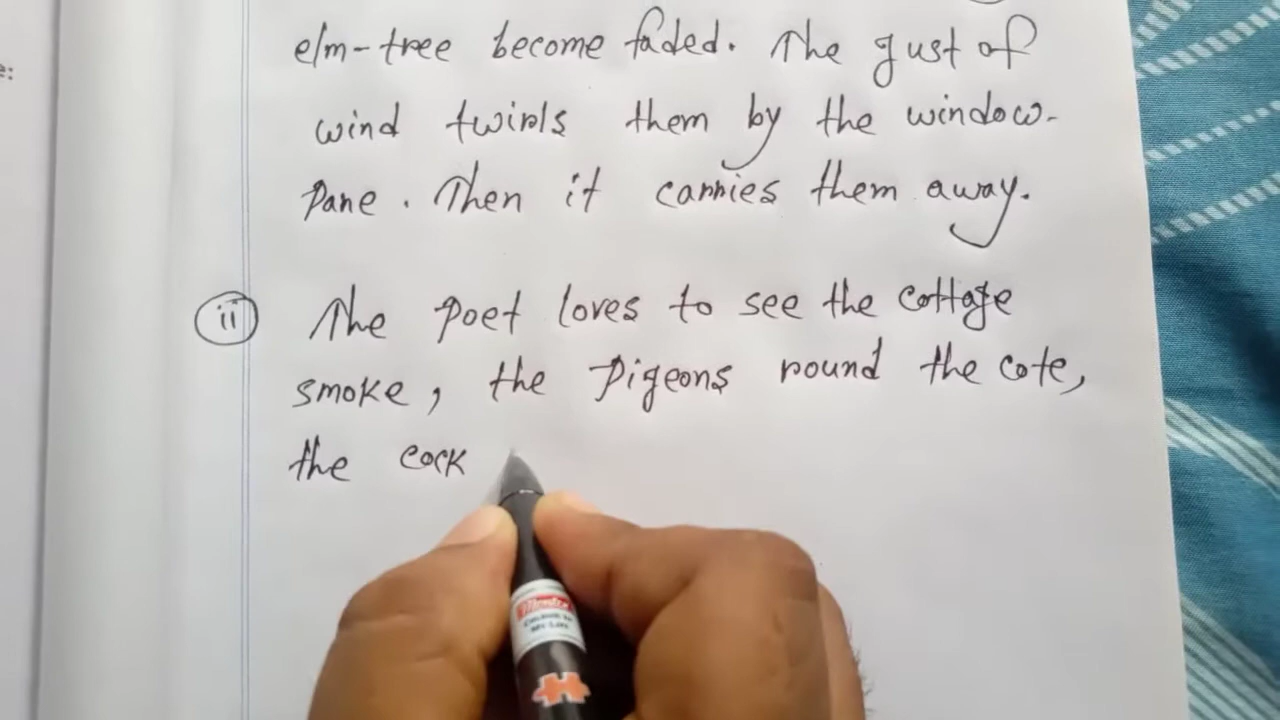 elm-tree become faded. The gust of
wind twirls them by the window-
pane. Then it carries them away.
ii The poet loves to see the cottage
smoke, the pigeons round the cote,
the cock